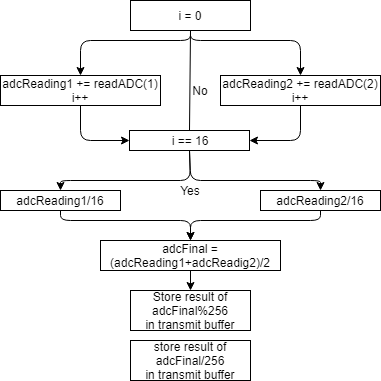 i = 0
adcReading1 += readADC(1)
i++
adcReading2 += readADC(2)
i++
No
i == 16
Yes
adcReading1/16
adcReading2/16
adcFinal =
(adcReading1+adcReadig2)/2
Store result of
adcFinal%256
in transmit buffer
store result of
adcFinal/256
in transmit buffer